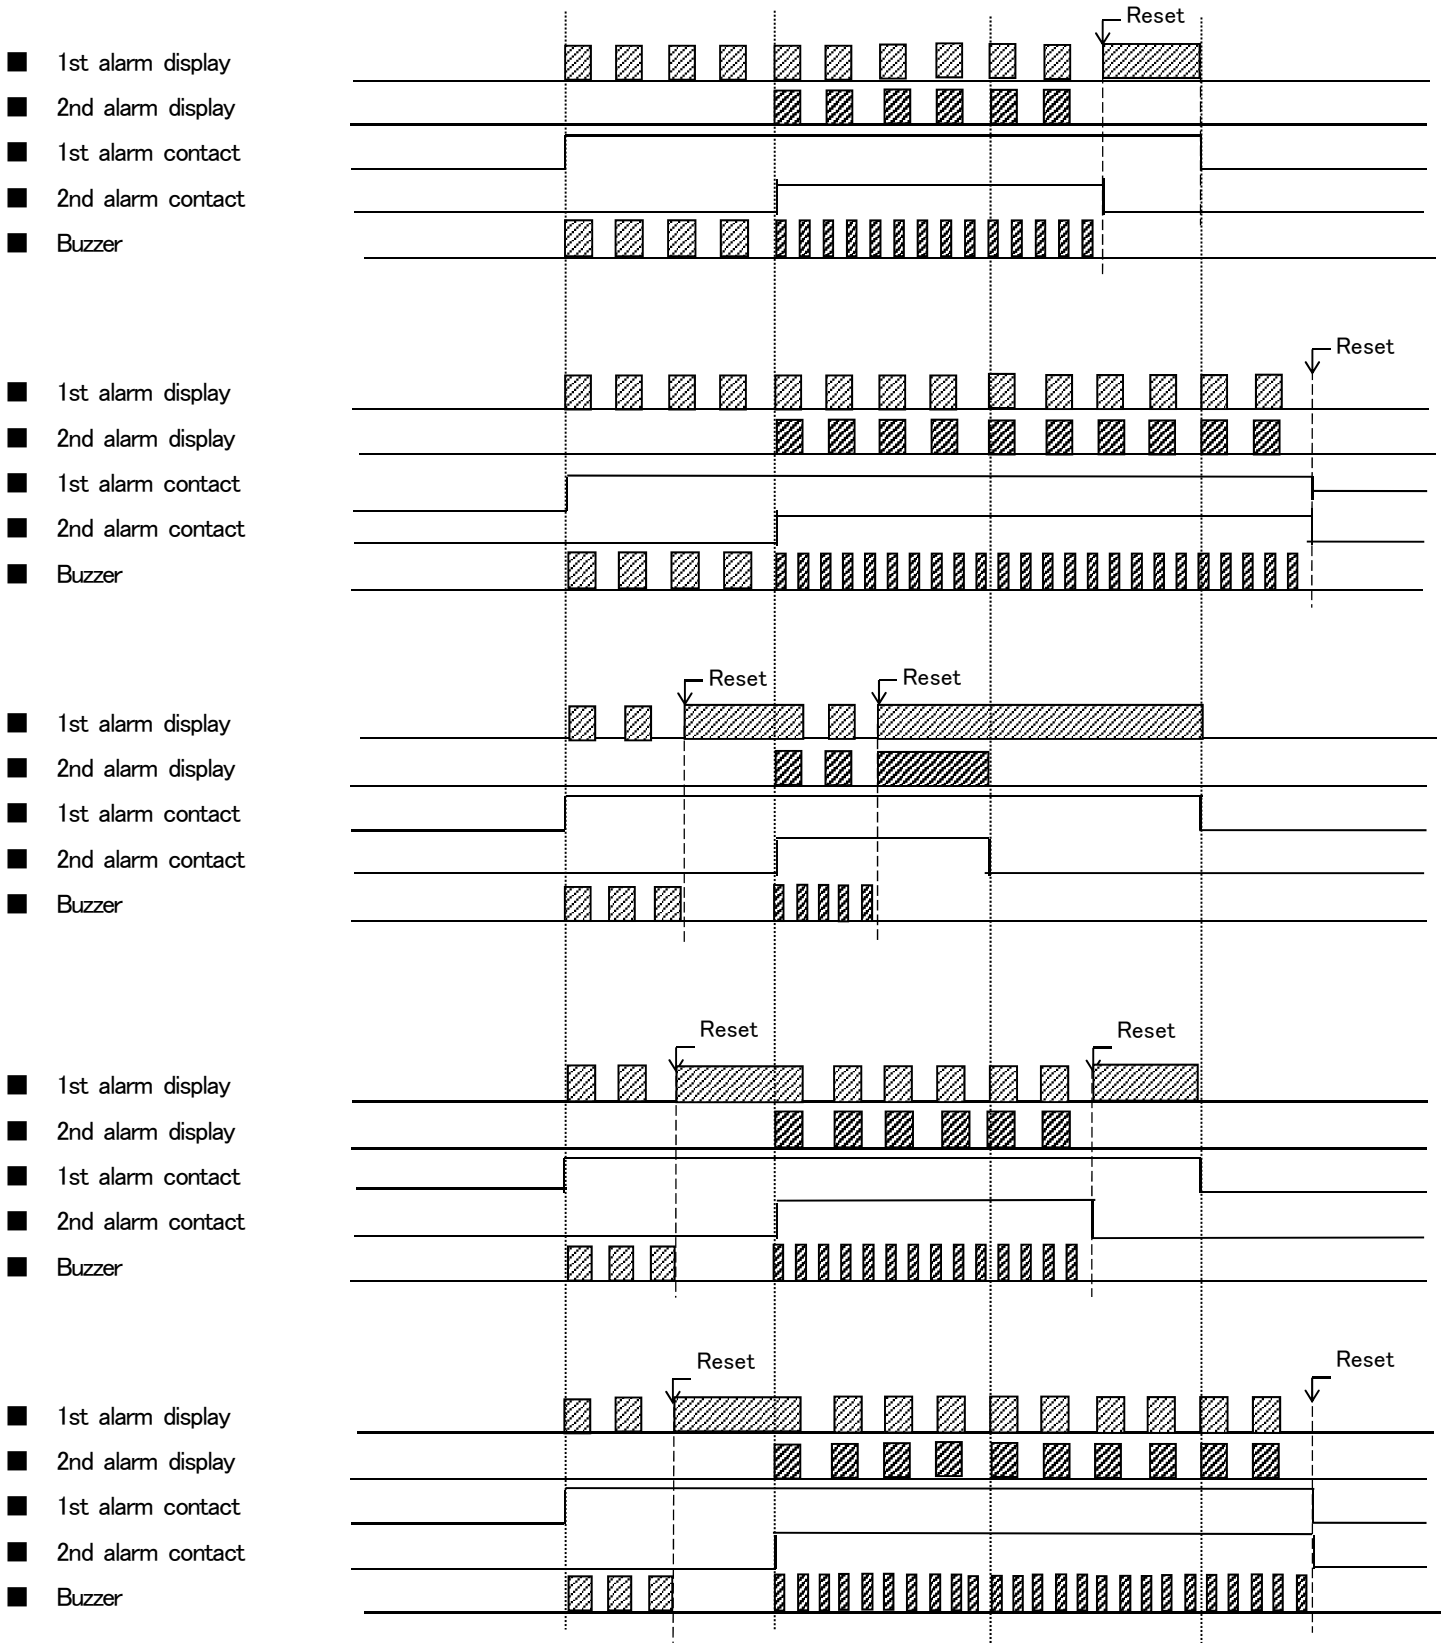 Reset
■ 1st alarm display
■ 2nd alarm display
■ 1st alarm contact
■ 2nd alarm contact
■ Buzzer
Reset
■ 1st alarm display
■ 2nd alarm display
■ 1st alarm contact
■ 2nd alarm contact
■ Buzzer
Reset Reset
■ 1st alarm display
■ 2nd alarm display
■ 1st alarm contact
■ 2nd alarm contact
■ Buzzer
Reset Reset
■ 1st alarm display
■ 2nd alarm display
■ 1st alarm contact
■ 2nd alarm contact
■ Buzzer
Reset Reset
■ 1st alarm display
■ 2nd alarm display
■ 1st alarm contact
■ 2nd alarm contact
■ Buzzer